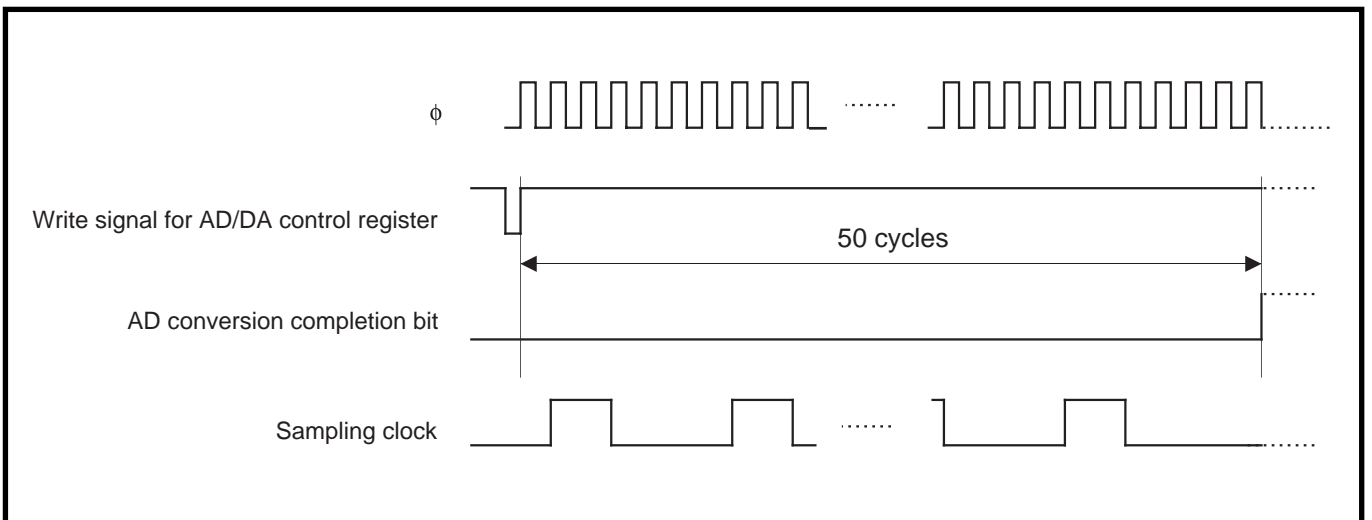 ϕ
Write signal for AD/DA control register
50 cycles
AD conversion completion bit
Sampling clock